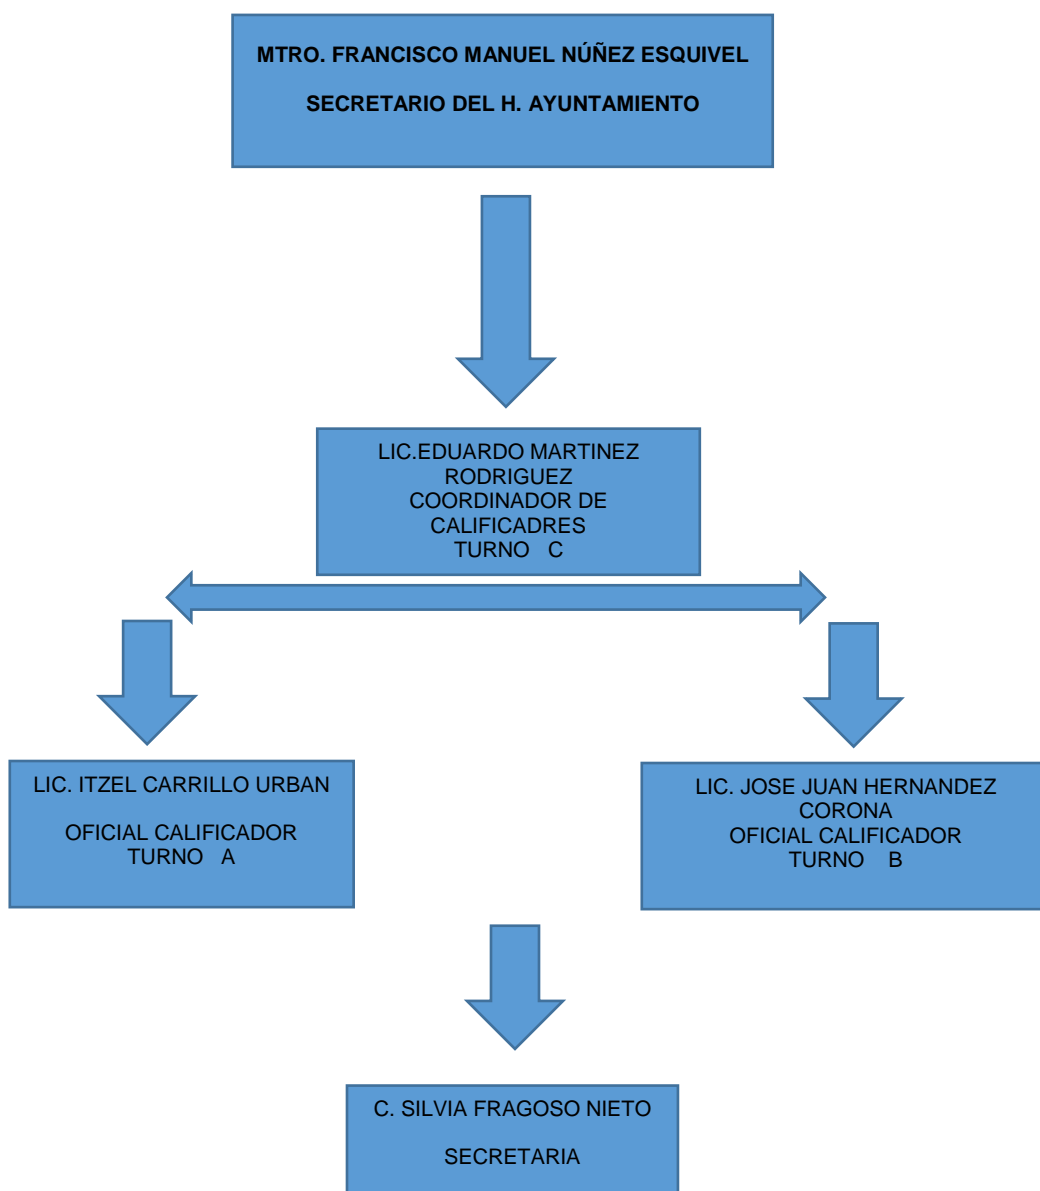 MTRO. FRANCISCO MANUEL NÚÑEZ ESQUIVEL
SECRETARIO DEL H. AYUNTAMIENTO
LIC.EDUARDO MARTINEZ
RODRIGUEZ
COORDINADOR DE
CALIFICADRES
TURNO C
LIC. ITZEL CARRILLO URBAN
OFICIAL CALIFICADOR
TURNO A
LIC. JOSE JUAN HERNANDEZ
CORONA
OFICIAL CALIFICADOR
TURNO B
C. SILVIA FRAGOSO NIETO
SECRETARIA